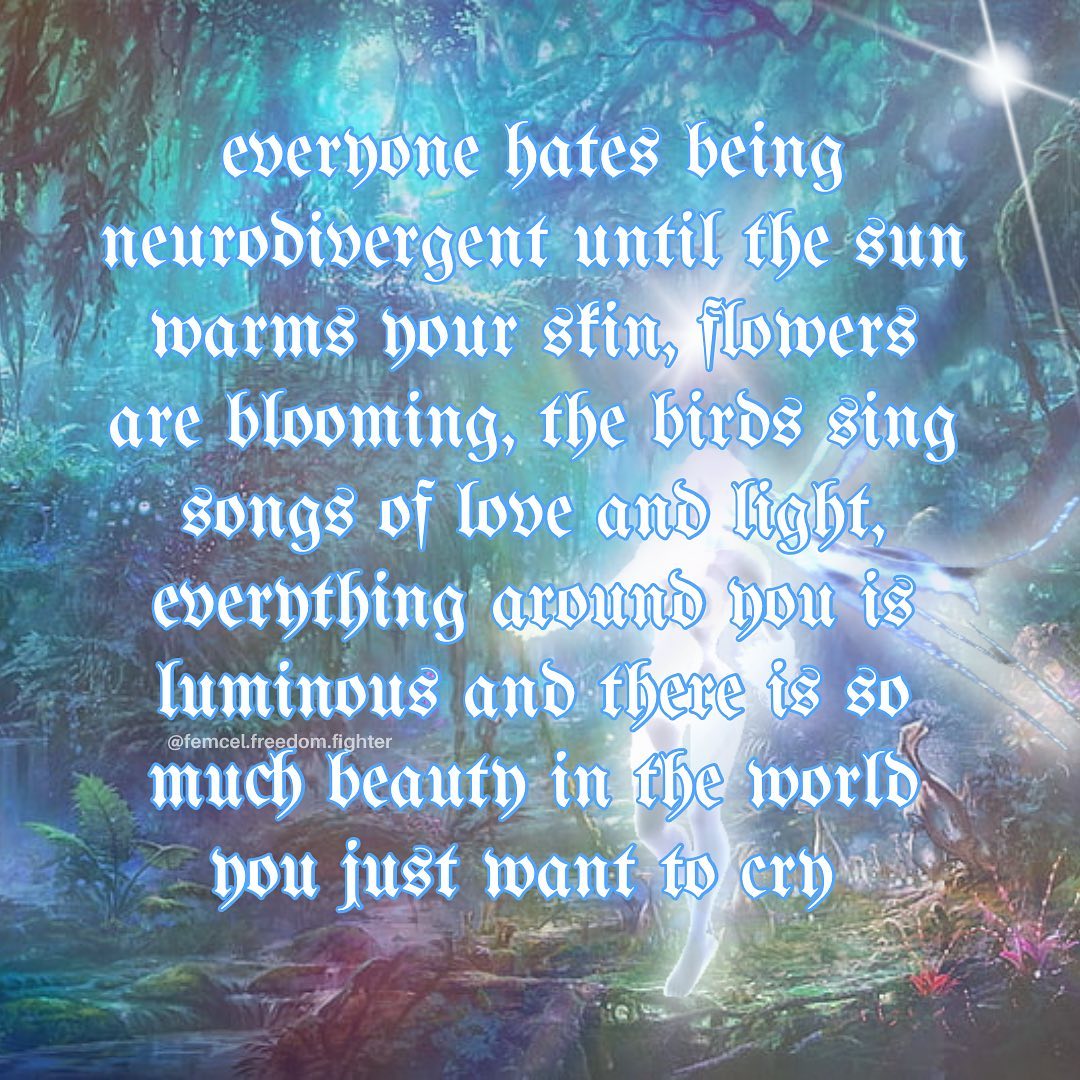 everyone hates being
neurodivergent until the sun
warms your skin, flowers
are blooming, the birds sing
songs of love and light,
everything around you is
luminous and there is so
@femcel.freedom.fighter
much beauty in the world
you just want to cry